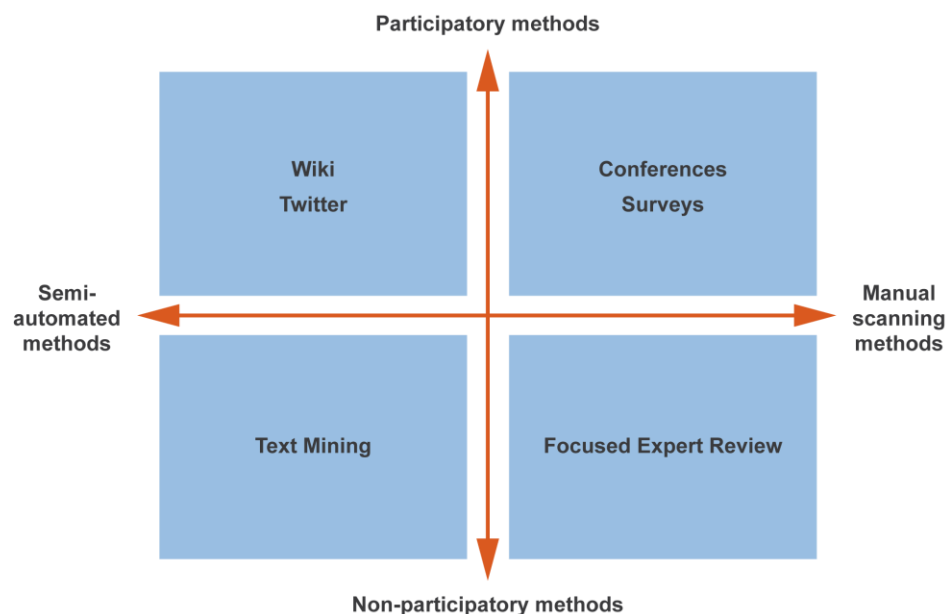 Participatory methods
Wiki
Twitter
Conferences
Surveys
Semi-
automated
methods
Manual
scanning
methods
Text Mining
Focused Expert Review
Non-participatory methods